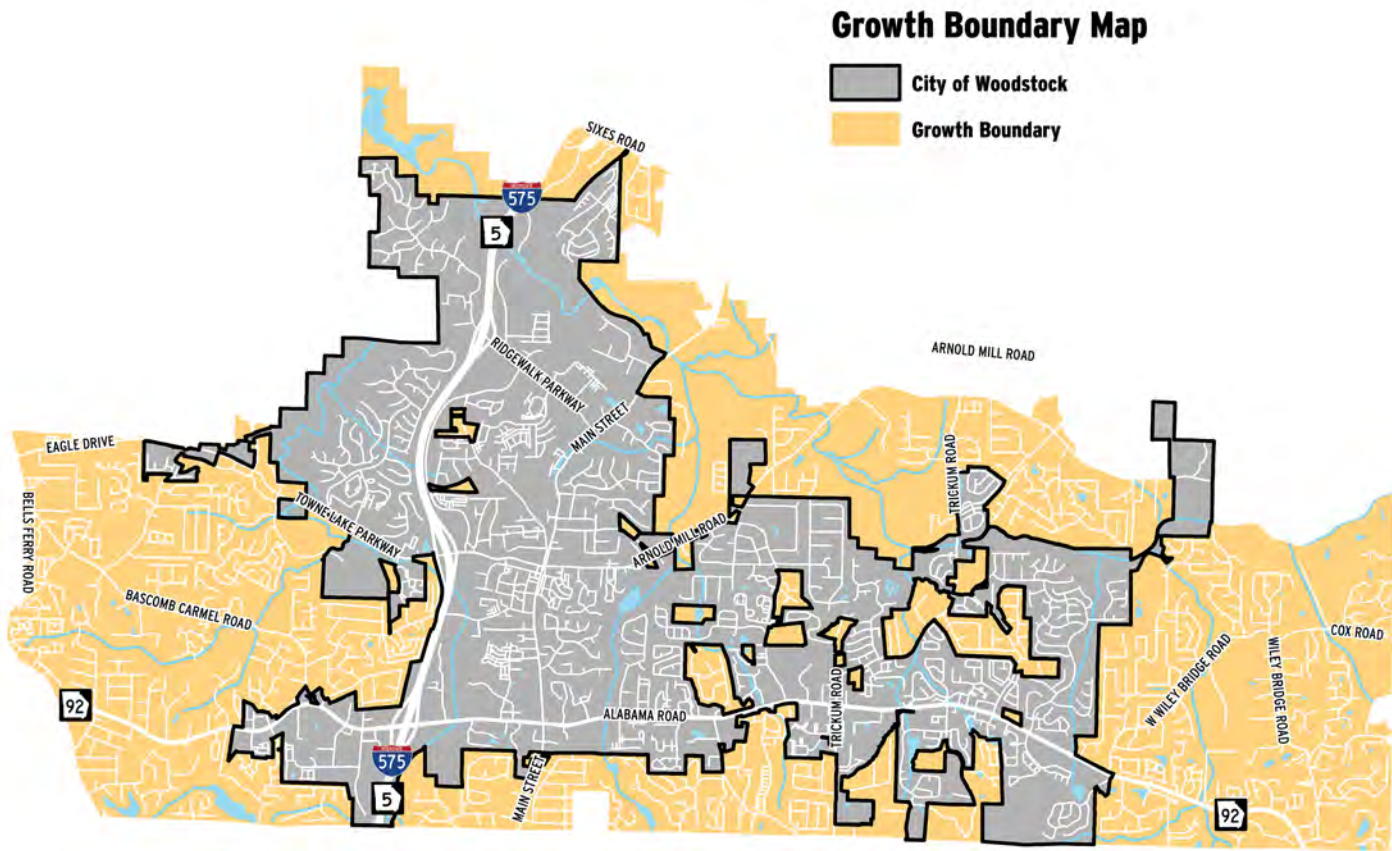 Growth Boundary Map
City of Woodstock
Growth Boundary
SIXES ROAD
INTERSTATE
575
5
ARNOLD MILL ROAD
RIDGEWALK PARKWAY
MAIN STREET
EAGLE DRIVE
TRICKUM ROAD
BELLS FERRY ROAD
TOWNE LAKE PARKWAY
ARNOLD MILL ROAD
BASCOMB CARMEL ROAD
COX ROAD
W WILEY BRIDGE ROAD
WILEY BRIDGE ROAD
TRICKUM ROAD
92
ALABAMA ROAD
INTERSTATE
575
MAIN STREET
5
92